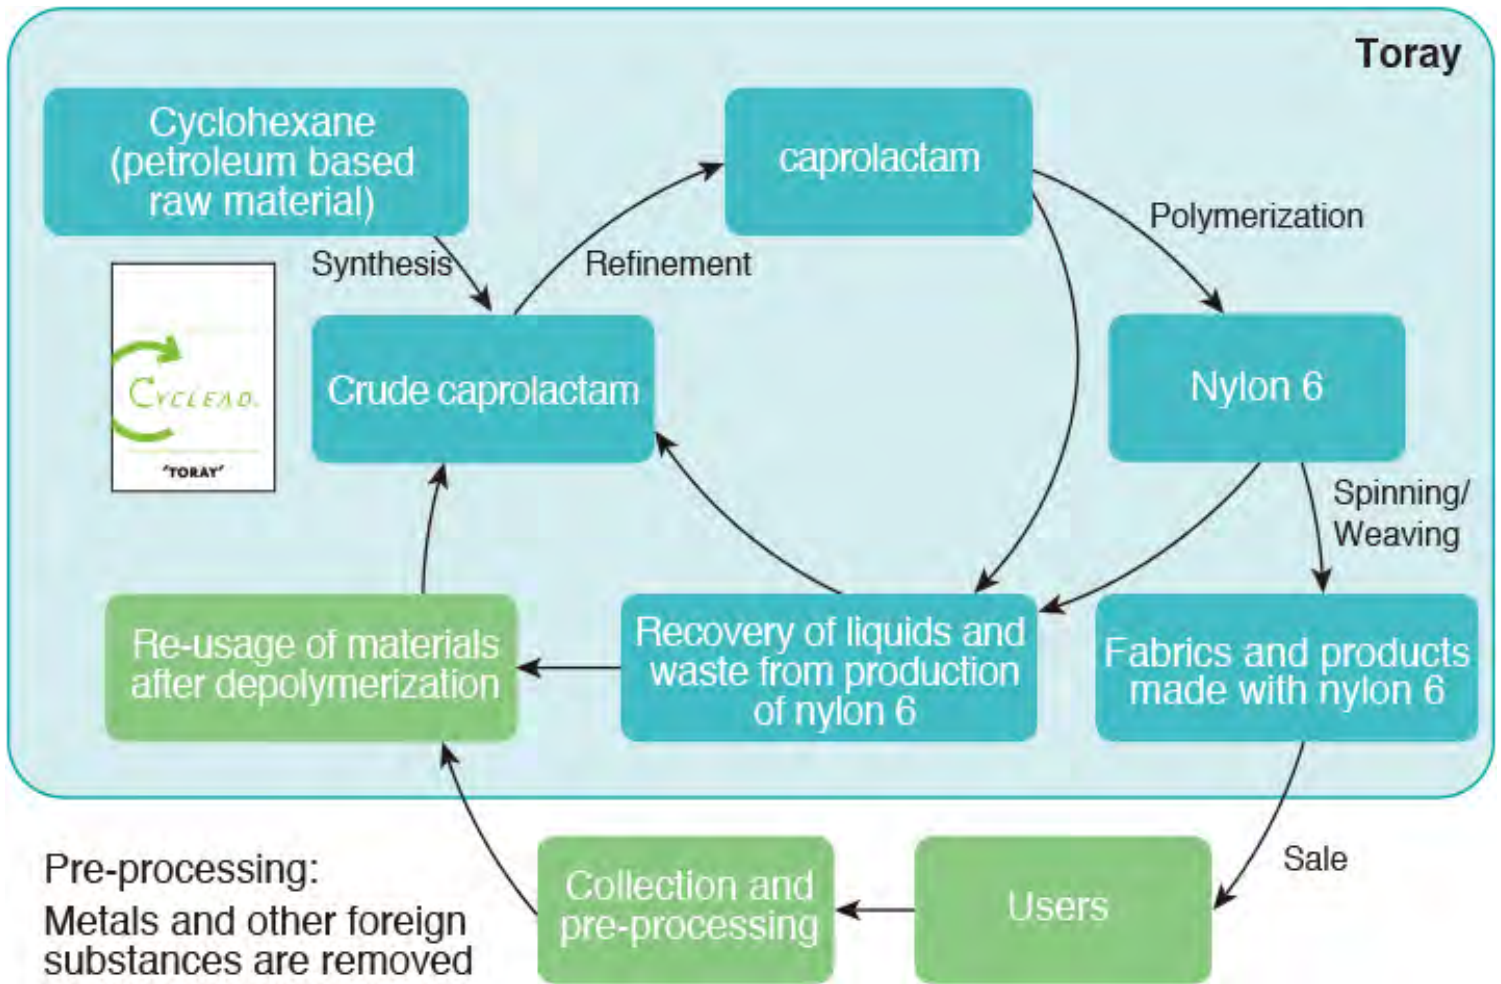 Toray
Cyclohexane
(petroleum based
raw material)
caprolactam
Polymerization
Synthesis
Refinement
Crude caprolactam
Nylon 6
CYCLEAD.
"TORAY"
Spinning/
Weaving
Re-usage of materials
after depolymerization
Recovery of liquids and
waste from production
of nylon 6
Fabrics and products
made with nylon 6
Sale
Pre-processing:
Metals and other foreign
substances are removed
Collection and
pre-processing
Users